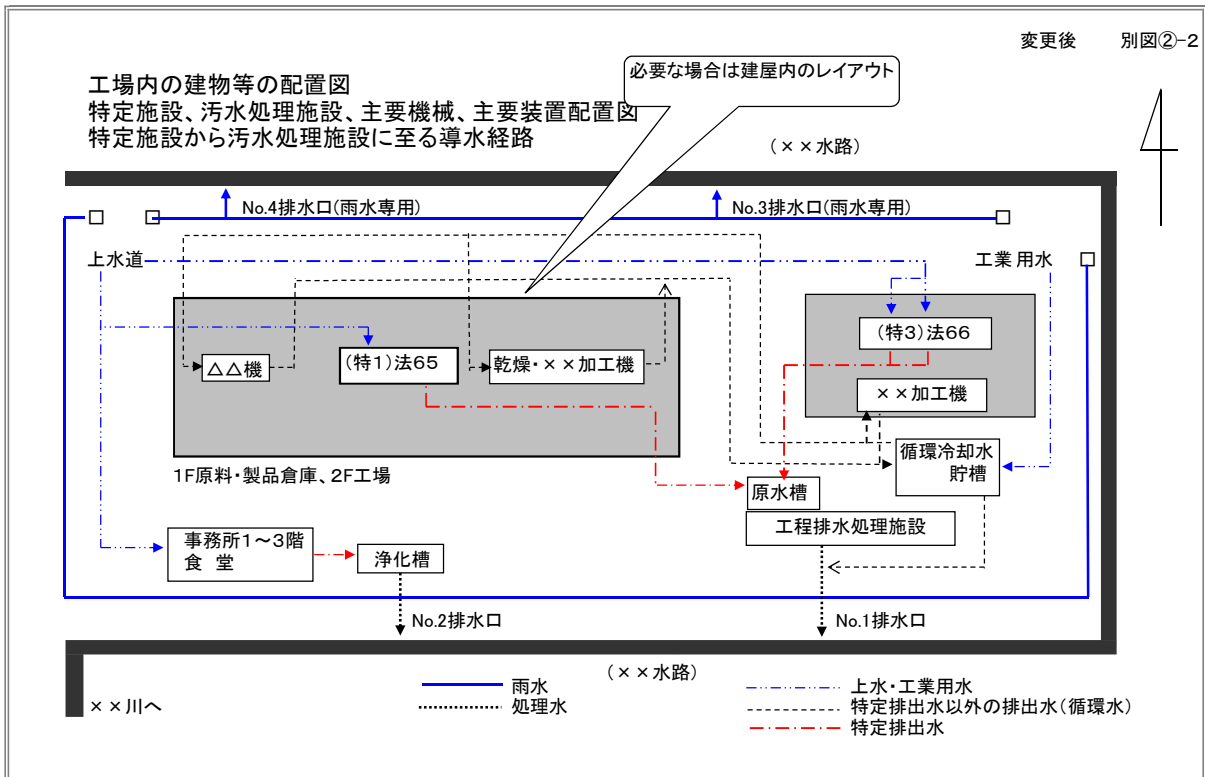 変更後　別図②-2
工場内の建物等の配置図
特定施設、汚水処理施設、主要機械、主要装置配置図
特定施設から汚水処理施設に至る導水経路
必要な場合は建屋内のレイアウト
(××水路)
No.4排水口(雨水専用)
No.3排水口(雨水専用)
上水道
工業用水
(特1)法65
(特3)法66
△△機
乾燥・××加工機
××加工機
循環冷却水
貯槽
1F原料・製品倉庫、2F工場
原水槽
工程排水処理施設
事務所1～3階
食堂
浄化槽
No.2排水口
No.1排水口
(××水路)
××川へ
雨水
処理水
上水・工業用水
特定排出水以外の排出水(循環水)
特定排出水